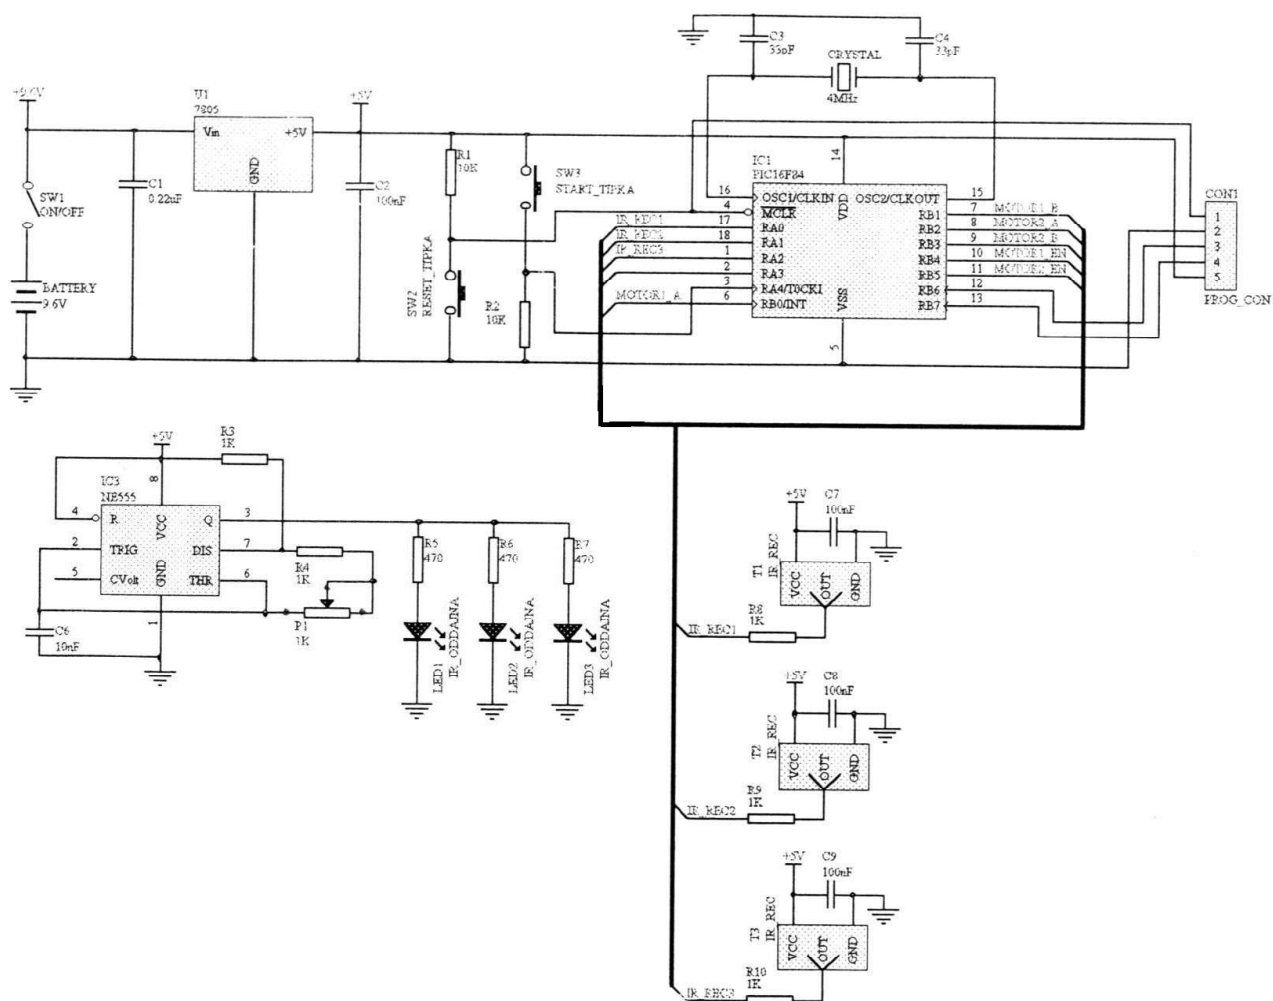 C3
33pF
C4
33pF
CRYSTAL
4MHz
+9.6V
U1
7805
Vin
+5V
GND
+5V
SW1
ON/OFF
C1
0.22uF
C2
100nF
BATTERY
9.6V
R1
10K
SW2
RESET_TIPKA
SW3
START_TIPKA
R2
10K
IC1
PIC16F84
14
VDD
16 OSC1/CLKIN
4 MCLR
17 RA0
18 RA1
1 RA2
2 RA3
3 RA4/T0CKI
6 RB0/INT
IR_REC1
IR_REC2
IR_REC3
MOTOR1_A
OSC2/CLKOUT 15
RB1 7 MOTOR1_B
RB2 8 MOTOR2_A
RB3 9 MOTOR2_B
RB4 10 MOTOR1_EN
RB5 11 MOTOR2_EN
RB6 12
RB7 13
VSS
5
CON1
1
2
3
4
5
PROG_CON
+5V
R3
1K
IC3
NE555
8
VCC
4 R
2 TRIG
5 CVolt
GND
1
Q 3
DIS 7
THR 6
R4
1K
P1
1K
C6
10nF
R5
470
R6
470
R7
470
LED1
IR_ODDAJNA
LED2
IR_ODDAJNA
LED3
IR_ODDAJNA
+5V
C7
100nF
T1
IR_REC
VCC
OUT
GND
R8
1K
IR_REC1
+5V
C8
100nF
T2
IR_REC
VCC
OUT
GND
R9
1K
IR_REC2
+5V
C9
100nF
T3
IR_REC
VCC
OUT
GND
R10
1K
IR_REC3